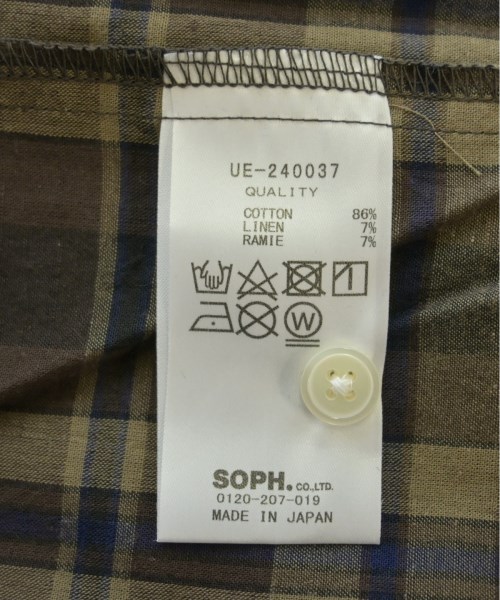 UE-240037
QUALITY
COTTON 86%
LINEN 7%
RAMIE 7%
W
SOPH. CO.,LTD.
0120-207-019
MADE IN JAPAN